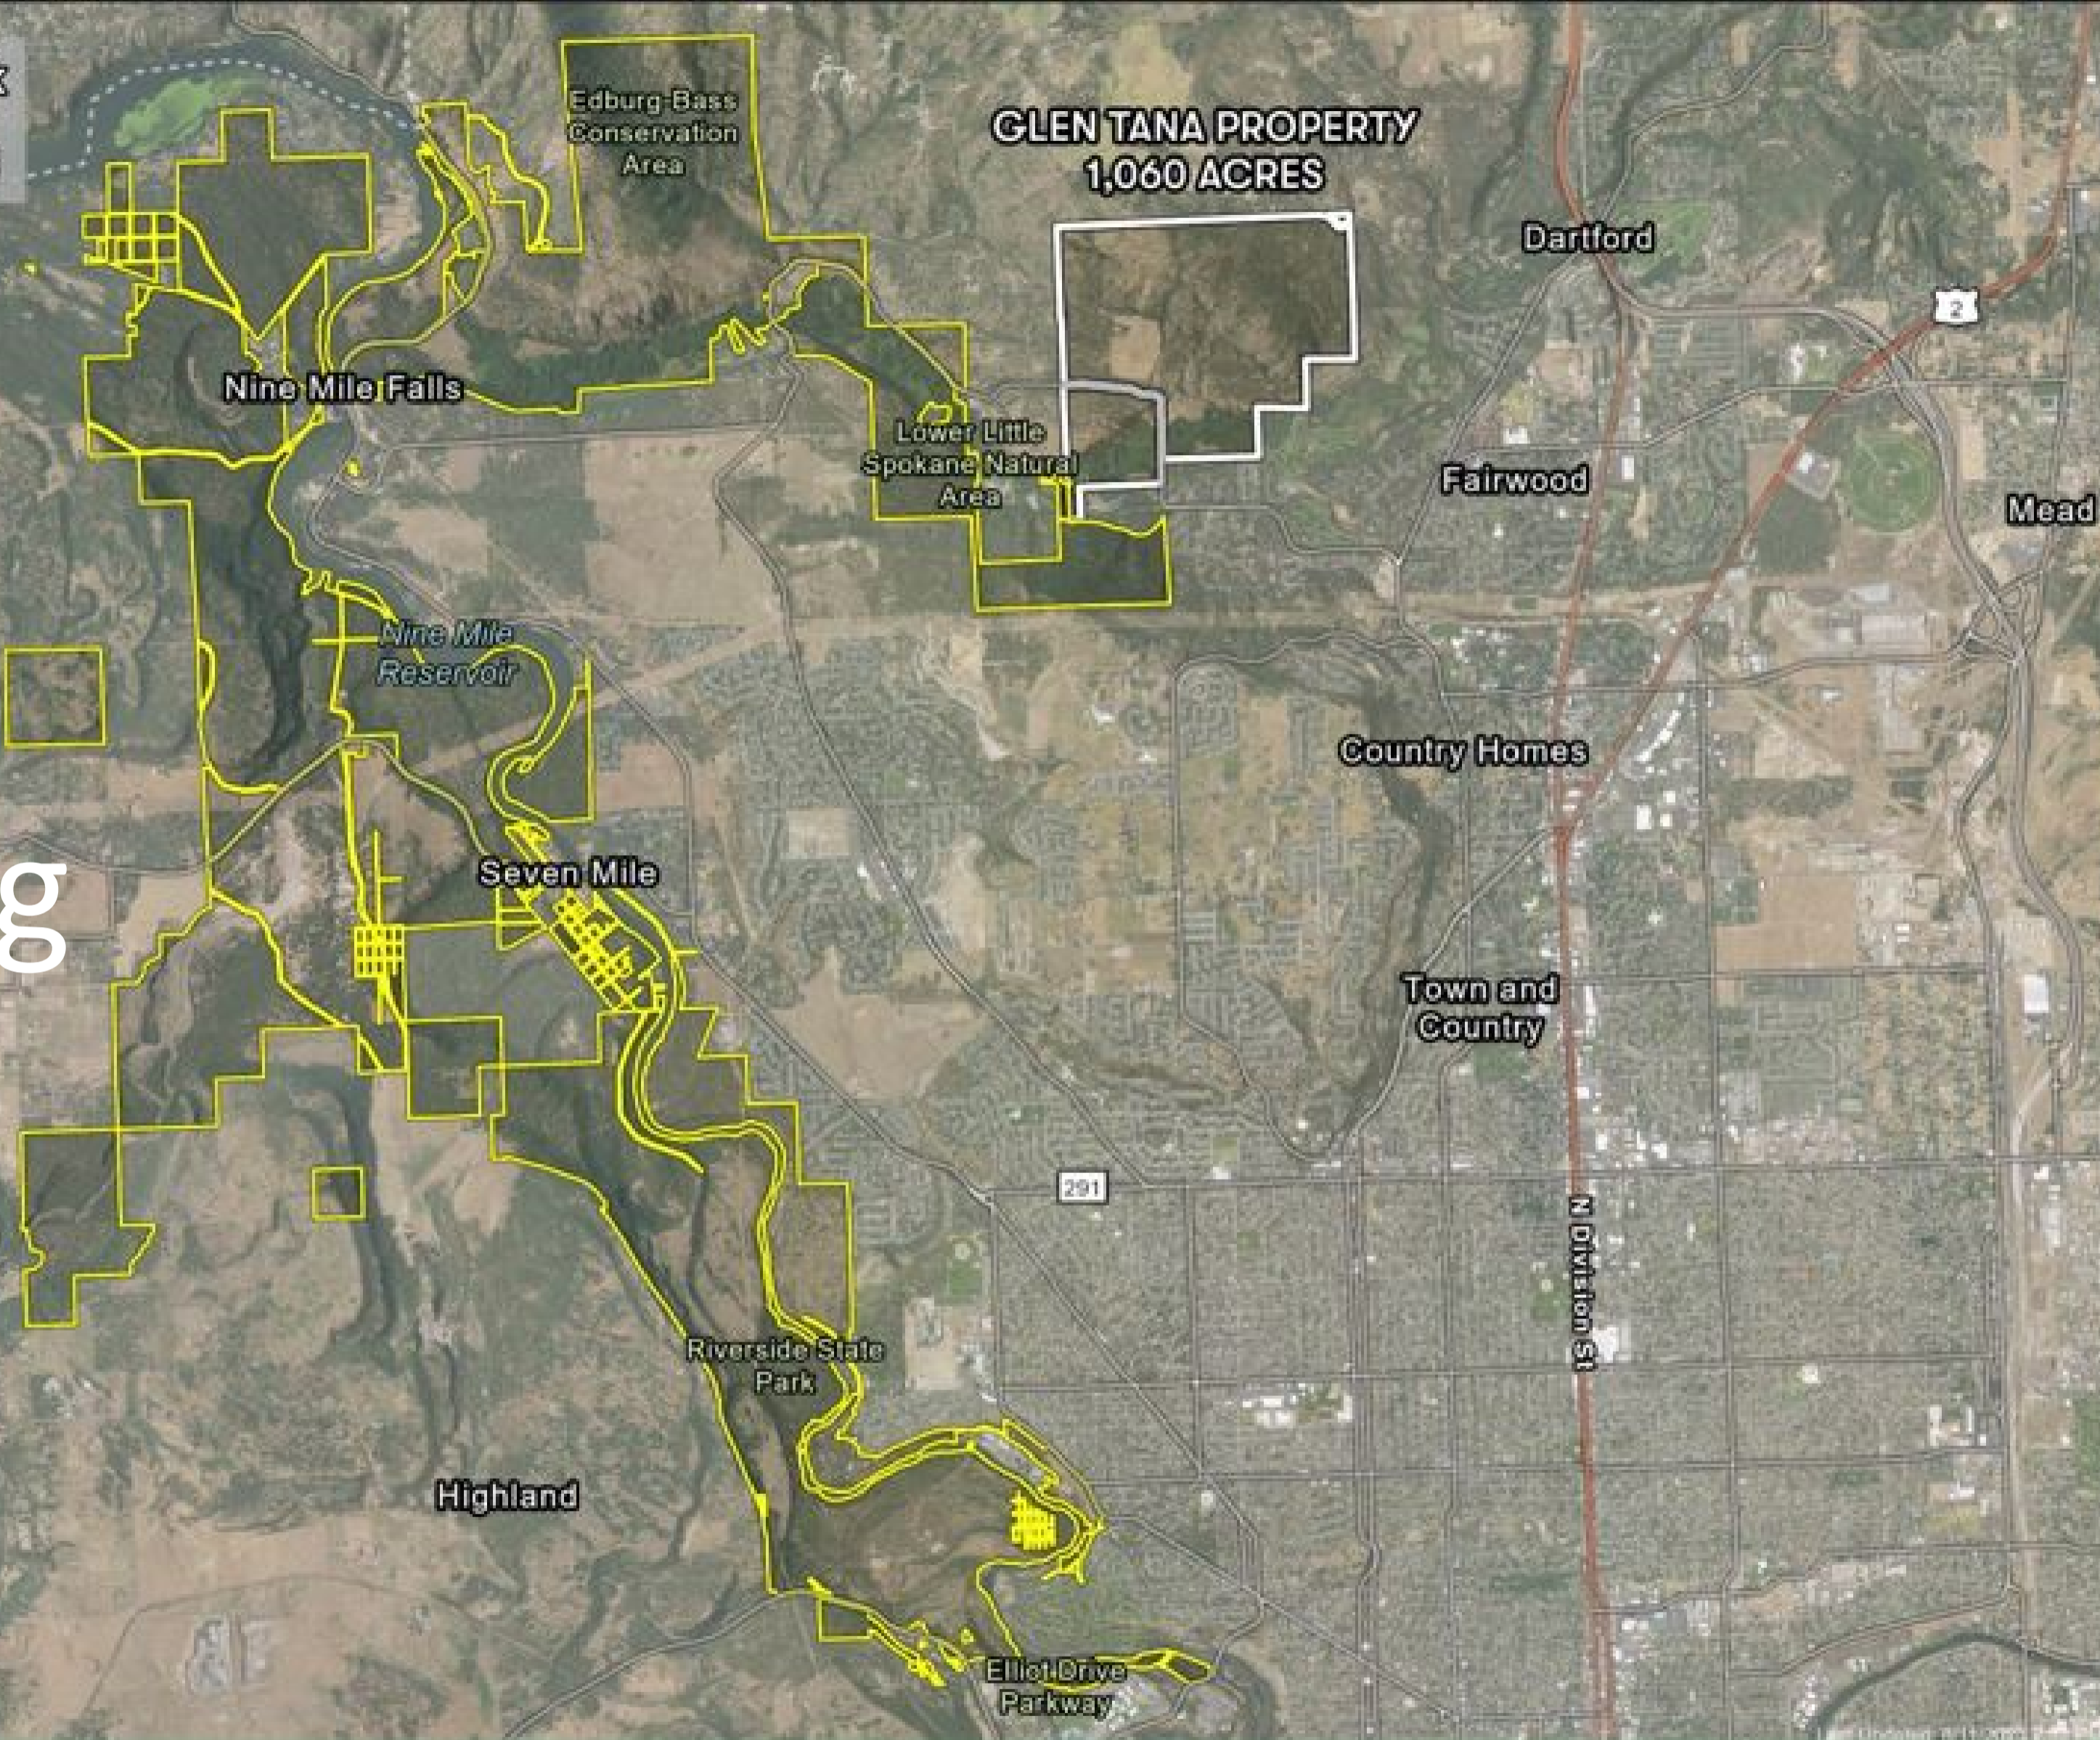 Edburg-Bass
Conservation
Area
GLEN TANA PROPERTY
1,060 ACRES
Dartford
2
Nine Mile Falls
Lower Little
Spokane Natural
Area
Fairwood
Mead
Nine Mile
Reservoir
Country Homes
g
Seven Mile
Town and
Country
291
N Division St
Riverside State
Park
Highland
Elliot Drive
Parkway